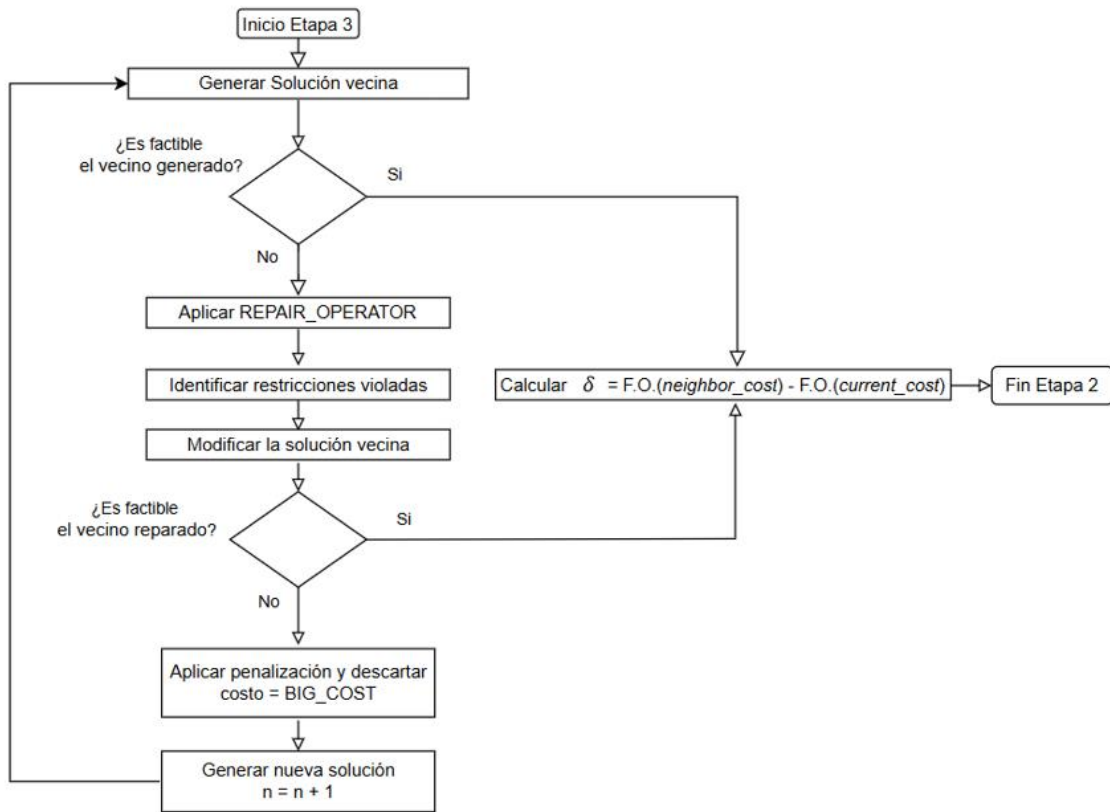 Inicio Etapa 3
Generar Solución vecina
¿Es factible
el vecino generado?
Si
No
Aplicar REPAIR_OPERATOR
Identificar restricciones violadas
Calcular δ = F.O.(neighbor_cost) - F.O.(current_cost)
Fin Etapa 2
Modificar la solución vecina
¿Es factible
el vecino reparado?
Si
No
Aplicar penalización y descartar
costo = BIG_COST
Generar nueva solución
n = n + 1